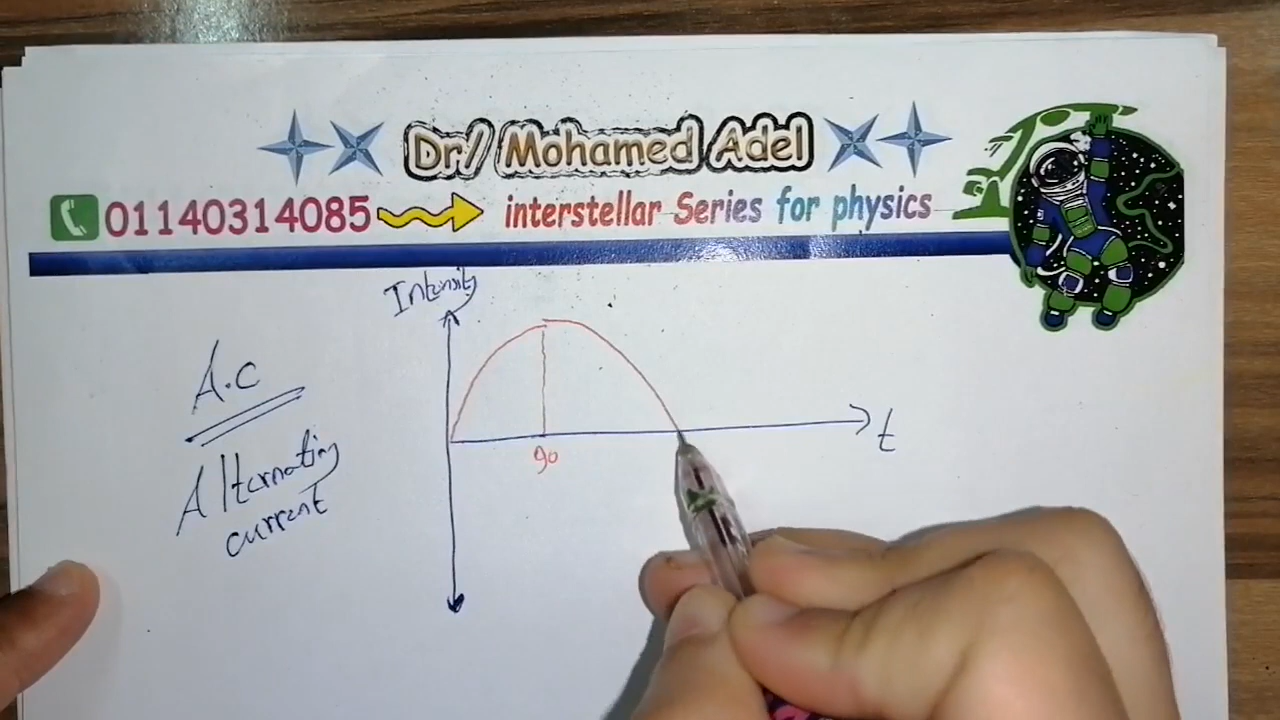 Dr/ Mohamed Adel
01140314085
interstellar Series for physics
Intensity
A.C
Alternating
current
90
t